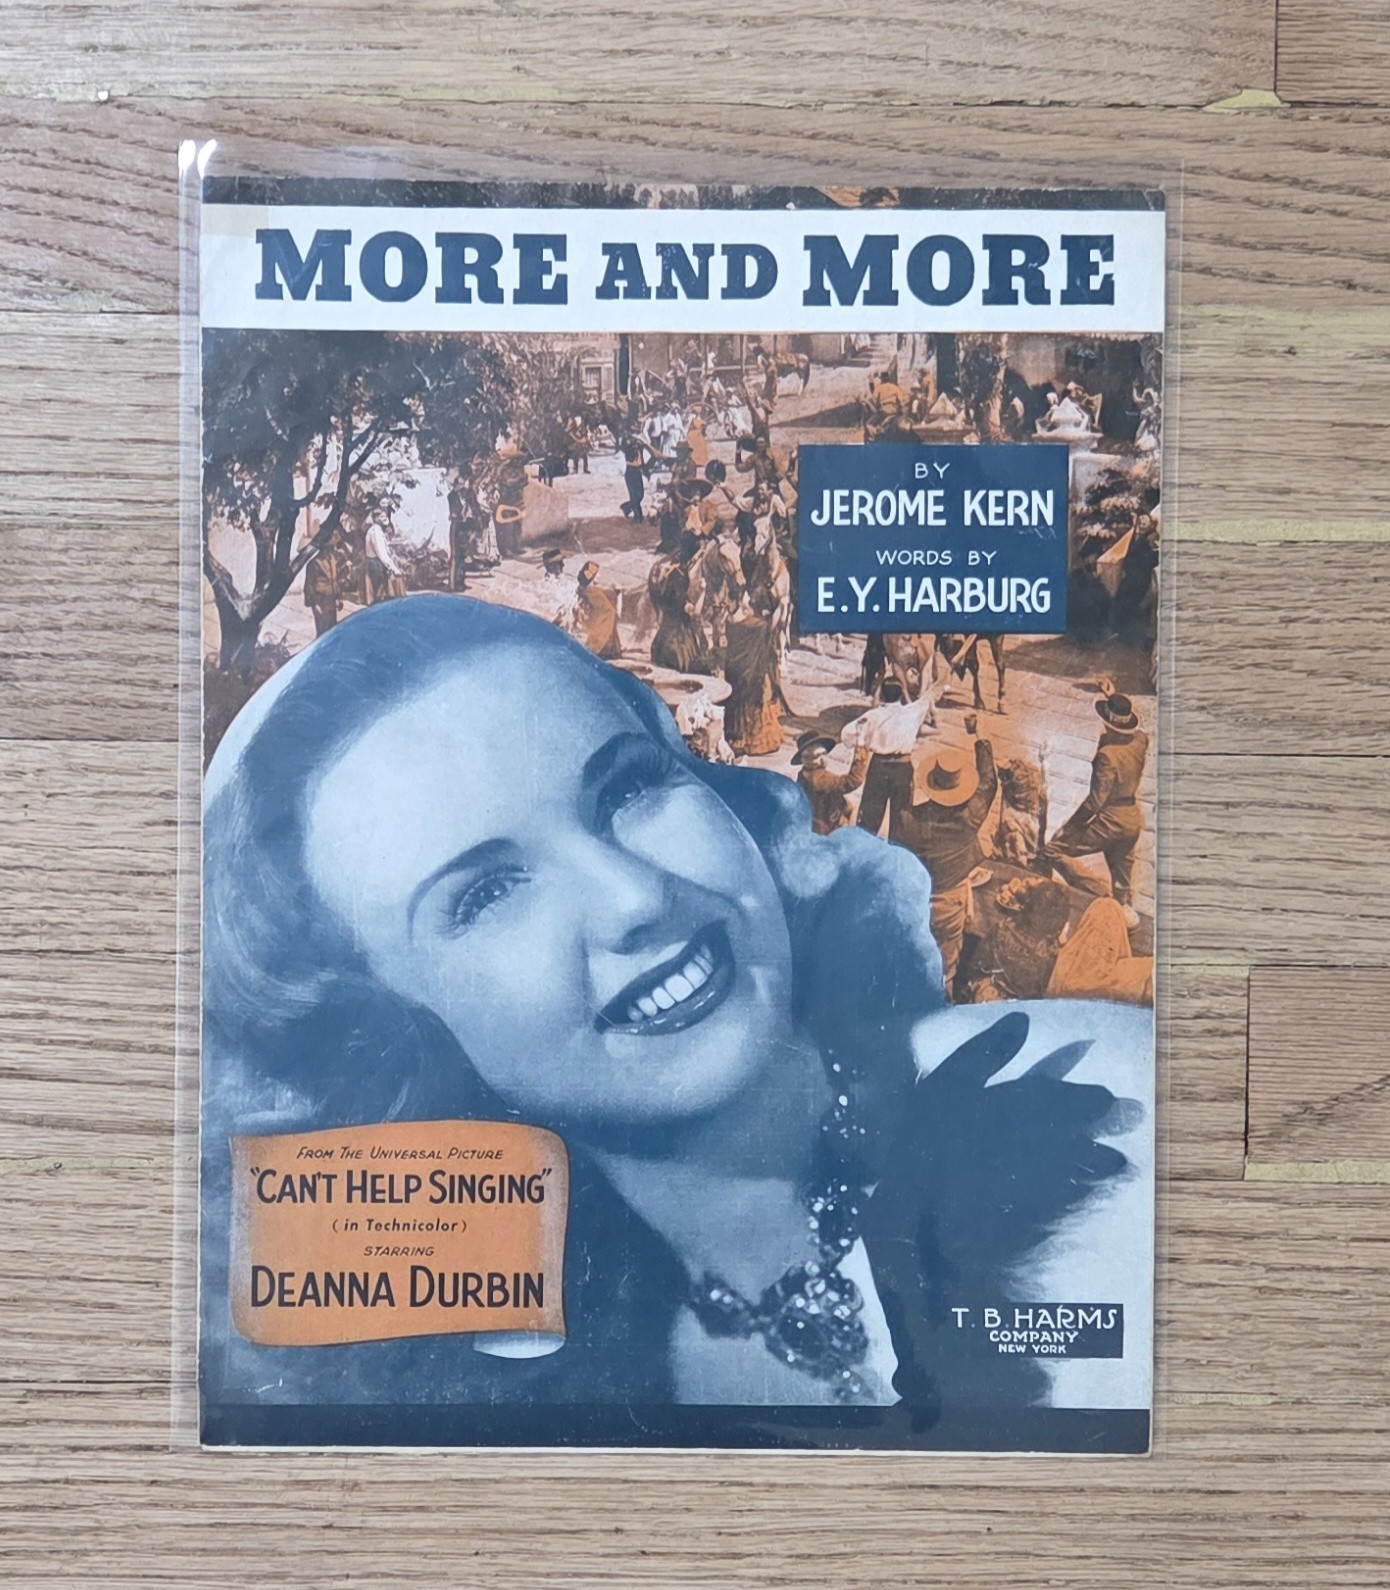 MORE AND MORE
BY
JEROME KERN
WORDS BY
E.Y. HARBURG
FROM THE UNIVERSAL PICTURE
"CAN'T HELP SINGING"
(in Technicolor)
STARRING
DEANNA DURBIN
T. B. HARMS
COMPANY
NEW YORK